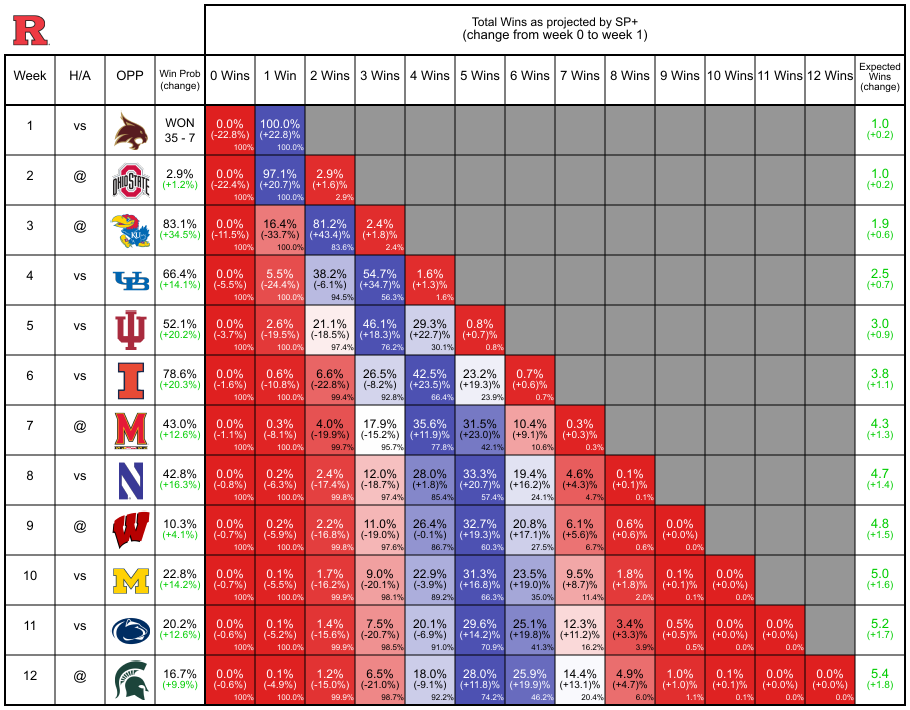 R
Total Wins as projected by SP+
(change from week 0 to week 1)
Week H/A OPP Win Prob (change) 0 Wins 1 Win 2 Wins 3 Wins 4 Wins 5 Wins 6 Wins 7 Wins 8 Wins 9 Wins 10 Wins 11 Wins 12 Wins Expected Wins (change)
1 vs WON 0.0% 100.0% 1.0
35 - 7 (-22.8%) (+22.8)% (+0.2)
100% 100.0%
2 @ OHIO STATE 2.9% 0.0% 97.1% 2.9% 1.0
(+1.2%) (-22.4%) (+20.7)% (+1.6)% (+0.2)
100% 100.0% 2.9%
3 @ KU 83.1% 0.0% 16.4% 81.2% 2.4% 1.9
(+34.5%) (-11.5%) (-33.7%) (+43.4)% (+1.8)% (+0.6)
100% 100.0% 83.6% 2.4%
4 vs UB 66.4% 0.0% 5.5% 38.2% 54.7% 1.6% 2.5
(+14.1%) (-5.5%) (-24.4%) (-6.1%) (+34.7)% (+1.3)% (+0.7)
100% 100.0% 94.5% 56.3% 1.6%
5 vs IU 52.1% 0.0% 2.6% 21.1% 46.1% 29.3% 0.8% 3.0
(+20.2%) (-3.7%) (-19.5%) (-18.5%) (+18.3)% (+22.7)% (+0.7)% (+0.9)
100% 100.0% 97.4% 76.2% 30.1% 0.8%
6 vs I 78.6% 0.0% 0.6% 6.6% 26.5% 42.5% 23.2% 0.7% 3.8
(+20.3%) (-1.6%) (-10.8%) (-22.8%) (-8.2%) (+23.5)% (+19.3)% (+0.6)% (+1.1)
100% 100.0% 99.4% 92.8% 66.4% 23.9% 0.7%
7 @ M 43.0% 0.0% 0.3% 4.0% 17.9% 35.6% 31.5% 10.4% 0.3% 4.3
(+12.6%) (-1.1%) (-8.1%) (-19.9%) (-15.2%) (+11.9)% (+23.0)% (+9.1)% (+0.3)% (+1.3)
100% 100.0% 99.7% 95.7% 77.8% 42.1% 10.6% 0.3%
8 vs N 42.8% 0.0% 0.2% 2.4% 12.0% 28.0% 33.3% 19.4% 4.6% 0.1% 4.7
(+16.3%) (-0.8%) (-6.3%) (-17.4%) (-18.7%) (+1.8)% (+20.7)% (+16.2)% (+4.3)% (+0.1)% (+1.4)
100% 100.0% 99.8% 97.4% 85.4% 57.4% 24.1% 4.7% 0.1%
9 @ W 10.3% 0.0% 0.2% 2.2% 11.0% 26.4% 32.7% 20.8% 6.1% 0.6% 0.0% 4.8
(+4.1%) (-0.7%) (-5.9%) (-16.8%) (-19.0%) (-0.1%) (+19.3)% (+17.1)% (+5.6)% (+0.6)% (+0.0)% (+1.5)
100% 100.0% 99.8% 97.6% 86.7% 60.3% 27.5% 6.7% 0.6% 0.0%
10 vs M 22.8% 0.0% 0.1% 1.7% 9.0% 22.9% 31.3% 23.5% 9.5% 1.8% 0.1% 0.0% 5.0
(+14.2%) (-0.7%) (-5.5%) (-16.2%) (-20.1%) (-3.9%) (+16.8)% (+19.0)% (+8.7)% (+1.8)% (+0.1)% (+0.0)% (+1.6)
100% 100.0% 99.9% 98.1% 89.2% 66.3% 35.0% 11.4% 2.0% 0.1% 0.0%
11 vs 20.2% 0.0% 0.1% 1.4% 7.5% 20.1% 29.6% 25.1% 12.3% 3.4% 0.5% 0.0% 0.0% 5.2
(+12.6%) (-0.6%) (-5.2%) (-15.6%) (-20.7%) (-6.9%) (+14.2)% (+19.8)% (+11.2)% (+3.3)% (+0.5)% (+0.0)% (+0.0)% (+1.7)
100% 100.0% 99.9% 98.5% 91.0% 70.9% 41.3% 16.2% 3.9% 0.5% 0.0% 0.0%
12 @ 16.7% 0.0% 0.1% 1.2% 6.5% 18.0% 28.0% 25.9% 14.4% 4.9% 1.0% 0.1% 0.0% 0.0% 5.4
(+9.9%) (-0.6%) (-4.9%) (-15.0%) (-21.0%) (-9.1%) (+11.8)% (+19.9)% (+13.1)% (+4.7)% (+1.0)% (+0.1)% (+0.0)% (+0.0)% (+1.8)
100% 100.0% 99.9% 98.7% 92.2% 74.2% 46.2% 20.4% 6.0% 1.1% 0.1% 0.0% 0.0%